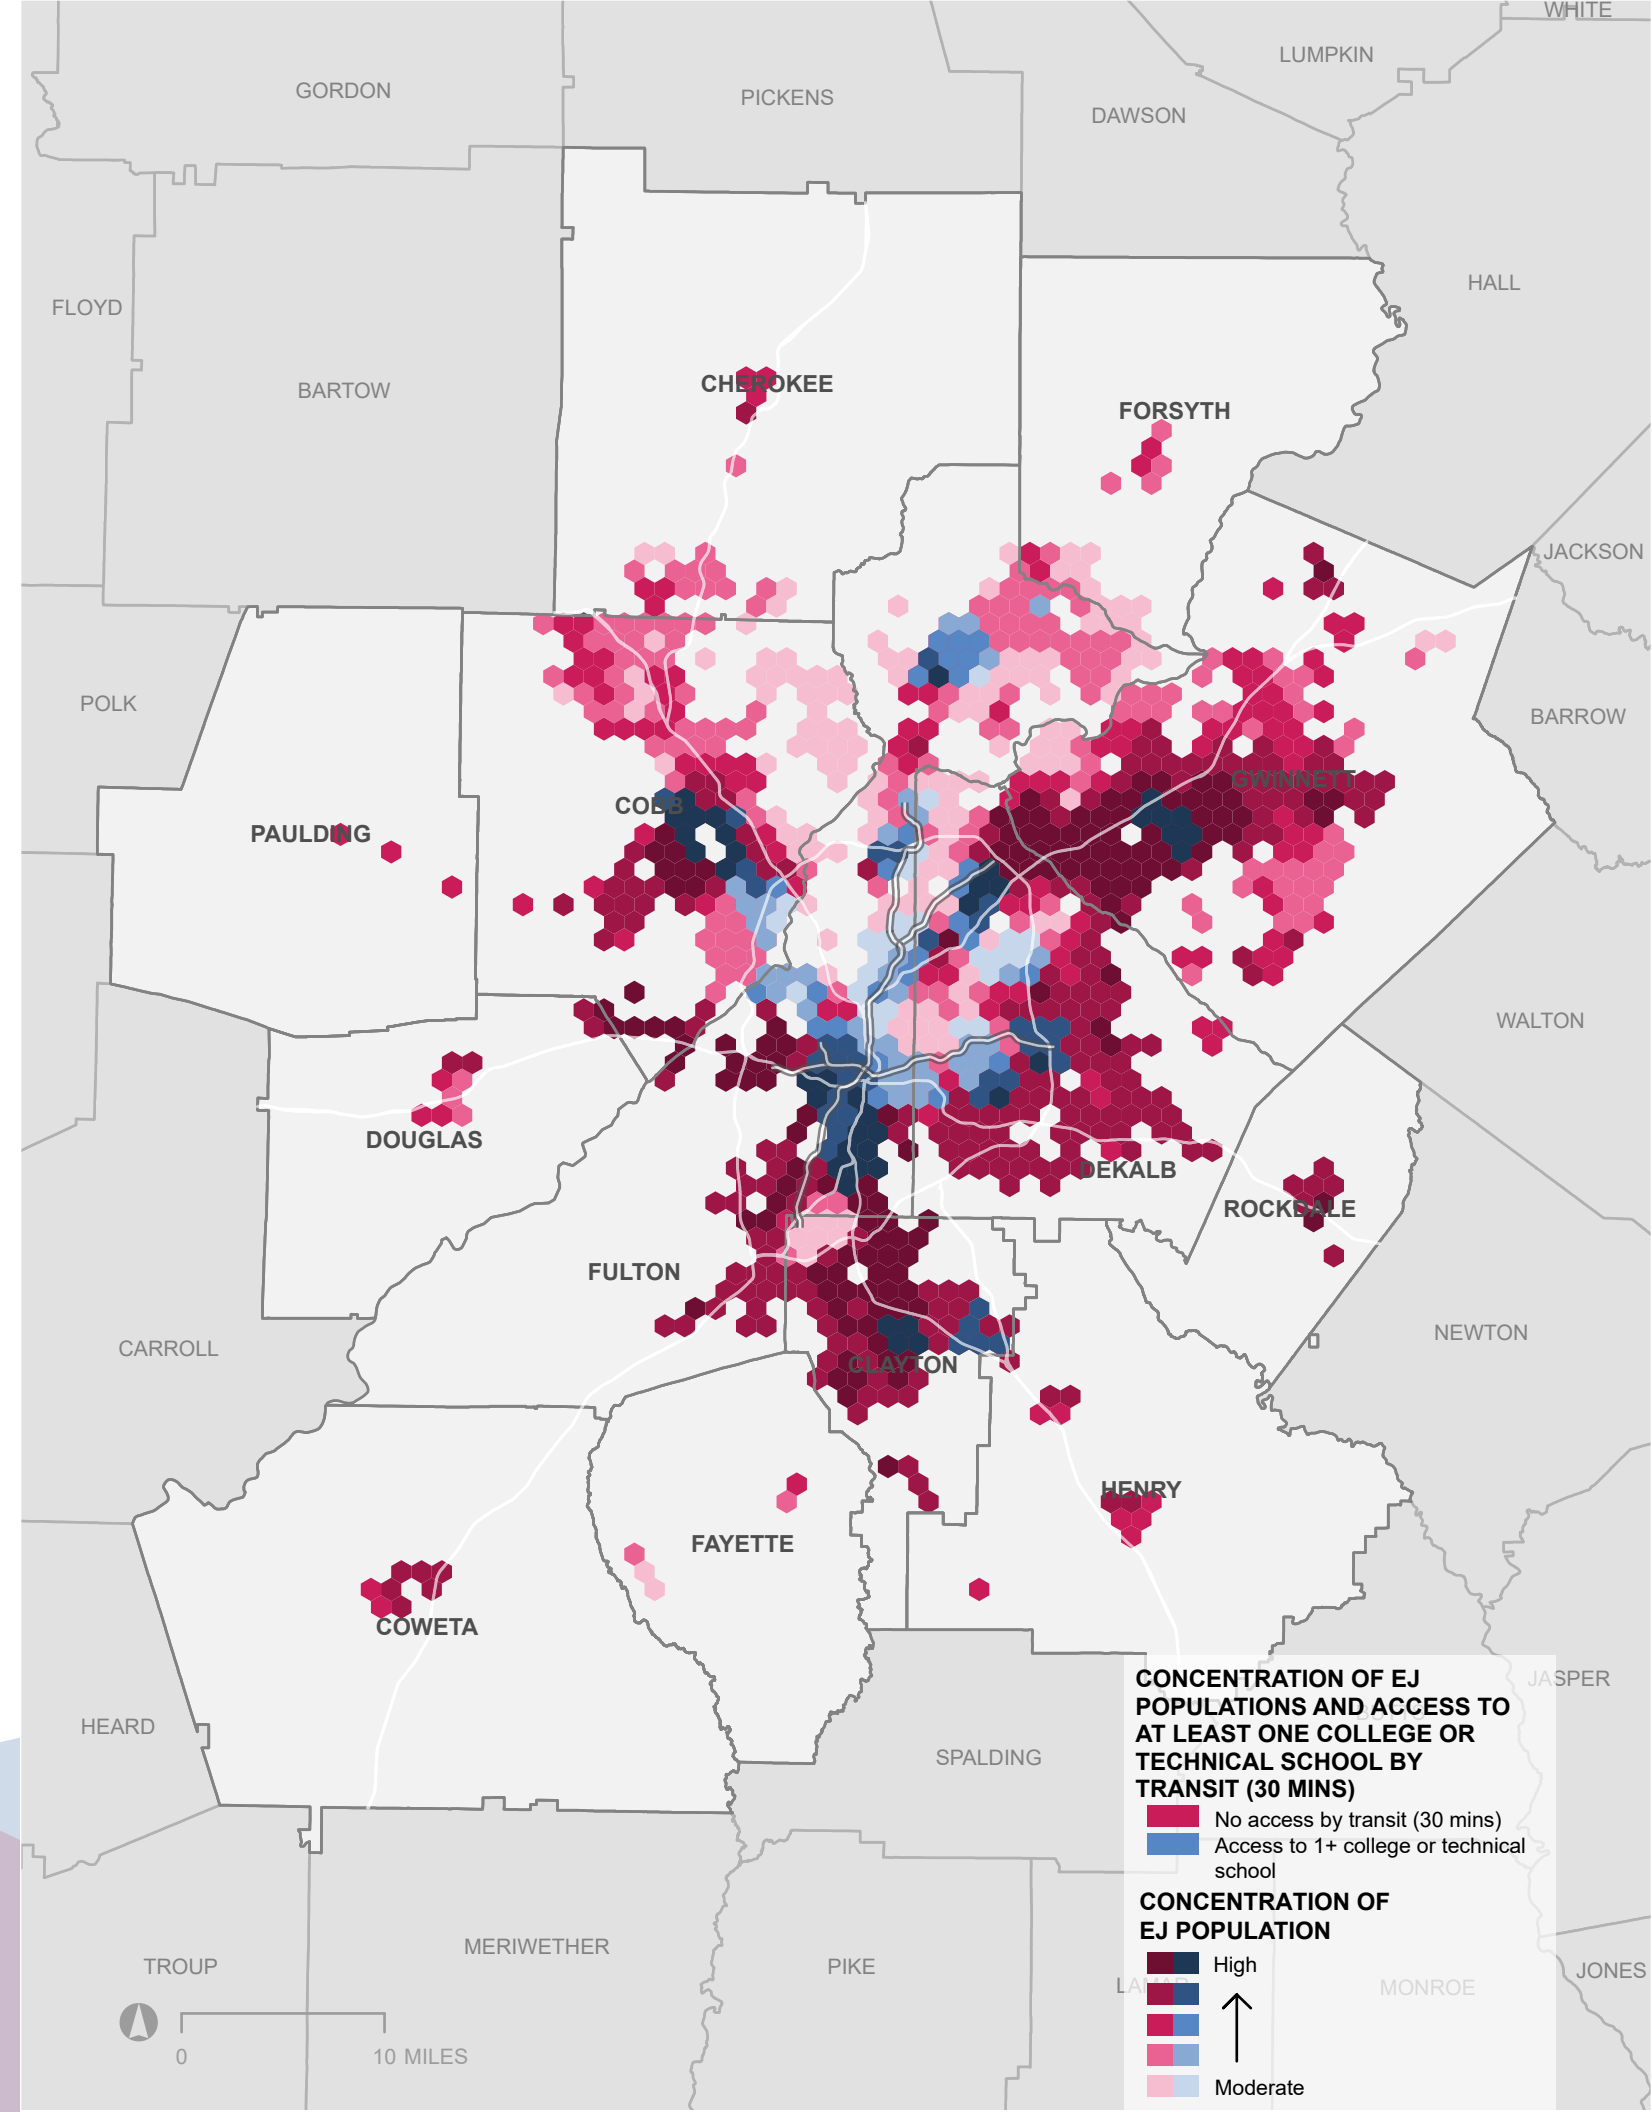 WHITE
LUMPKIN
GORDON
PICKENS
DAWSON
HALL
FLOYD
BARTOW
CHEROKEE
FORSYTH
JACKSON
POLK
BARROW
GWINNETT
COBB
PAULDING
WALTON
DOUGLAS
DEKALB
ROCKDALE
FULTON
NEWTON
CARROLL
CLAYTON
HENRY
FAYETTE
COWETA
JASPER
HEARD
SPALDING
BUTTS
CONCENTRATION OF EJ
POPULATIONS AND ACCESS TO
AT LEAST ONE COLLEGE OR
TECHNICAL SCHOOL BY
TRANSIT (30 MINS)
No access by transit (30 mins)
Access to 1+ college or technical
school
CONCENTRATION OF
EJ POPULATION
High
Moderate
MERIWETHER
TROUP
PIKE
LAMAR
MONROE
JONES
0 10 MILES